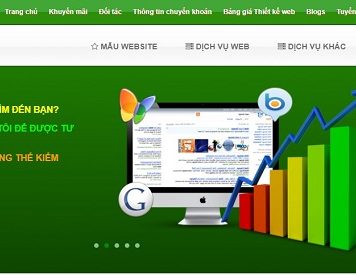 Trang chủ Khuyến mãi Đối tác Thông tin chuyển khoản Bảng giá Thiết kế web Blogs Tuyển
MẪU WEBSITE DỊCH VỤ WEB DỊCH VỤ KHÁC
ÌM ĐẾN BẠN?
TÔI ĐỂ ĐƯỢC TƯ
NG THỂ KIẾM
G
b